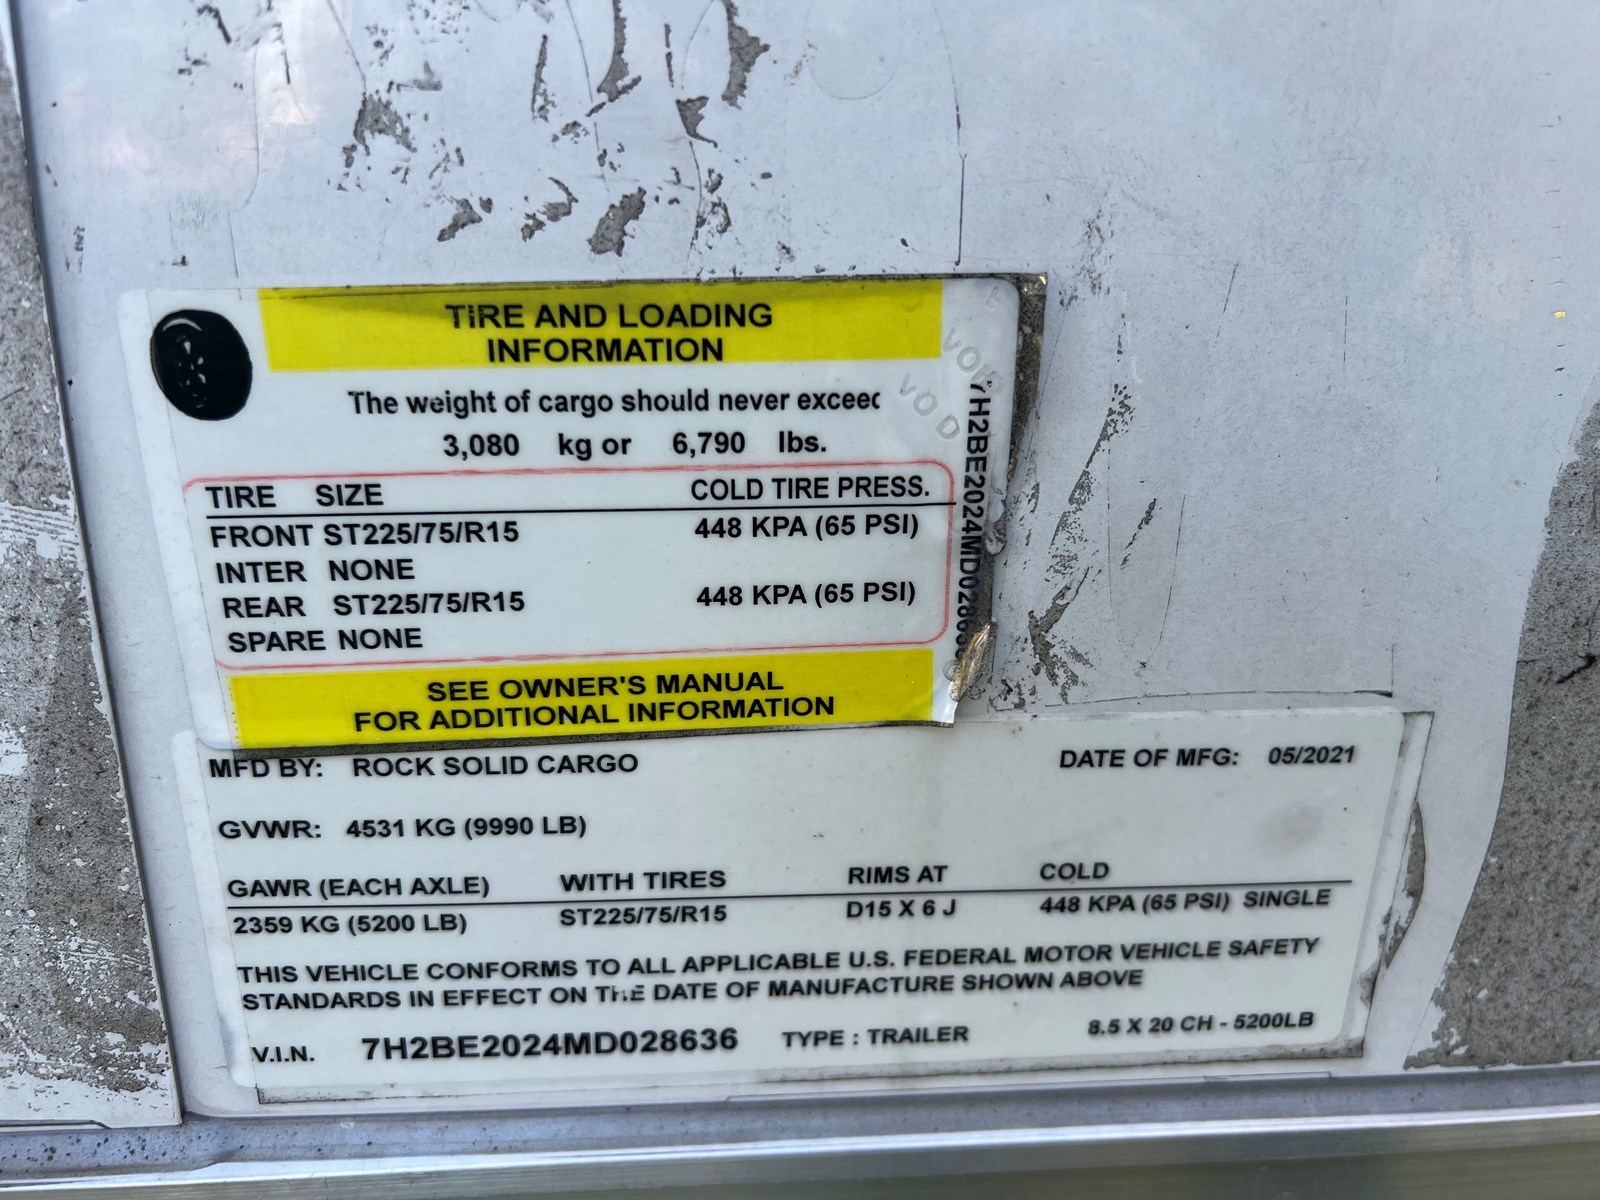 TIRE AND LOADING
INFORMATION
The weight of cargo should never exceed
3,080 kg or 6,790 lbs.
TIRE SIZE COLD TIRE PRESS.
FRONT ST225/75/R15 448 KPA (65 PSI)
INTER NONE
REAR ST225/75/R15 448 KPA (65 PSI)
SPARE NONE
SEE OWNER'S MANUAL
FOR ADDITIONAL INFORMATION
VOID
VOID
7H2BE2024MD028636
MFD BY: ROCK SOLID CARGO DATE OF MFG: 05/2021
GVWR: 4531 KG (9990 LB)
GAWR (EACH AXLE) WITH TIRES RIMS AT COLD
2359 KG (5200 LB) ST225/75/R15 D15 X 6 J 448 KPA (65 PSI) SINGLE
THIS VEHICLE CONFORMS TO ALL APPLICABLE U.S. FEDERAL MOTOR VEHICLE SAFETY
STANDARDS IN EFFECT ON THE DATE OF MANUFACTURE SHOWN ABOVE
V.I.N. 7H2BE2024MD028636 TYPE : TRAILER 8.5 X 20 CH - 5200LB